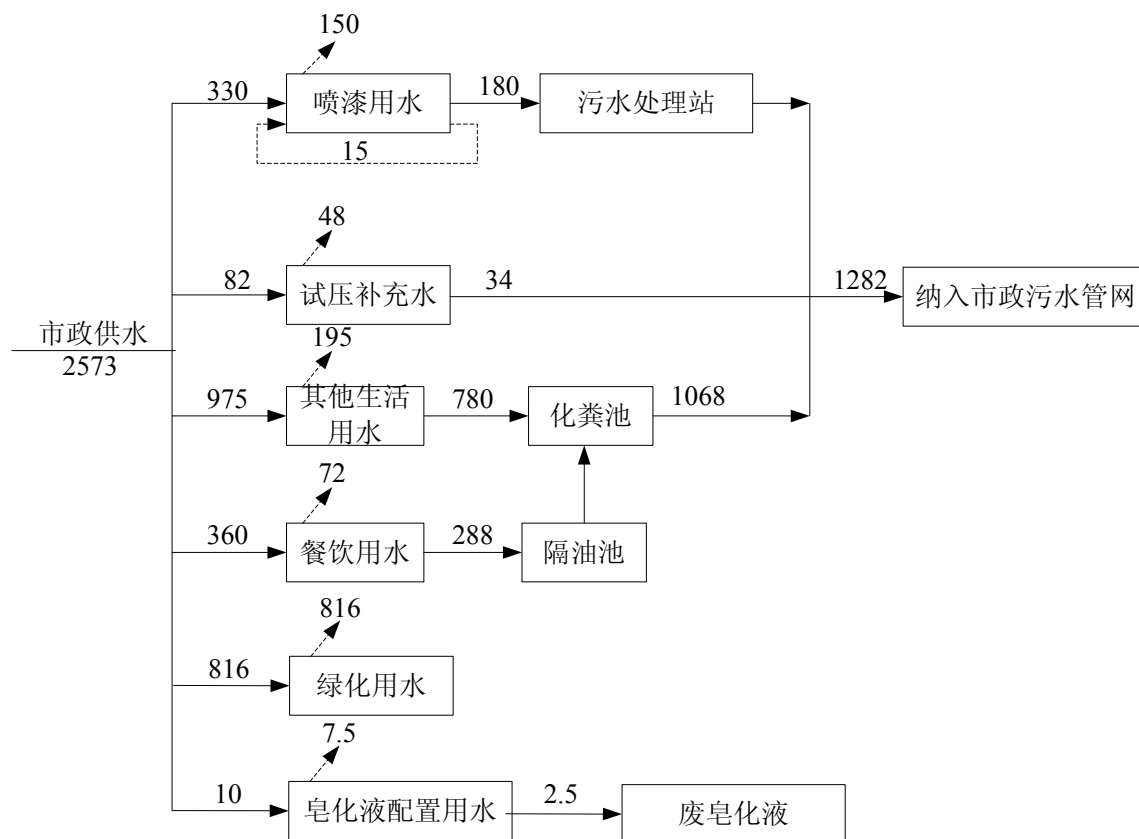 150
330
喷漆用水
180
污水处理站
15
48
82
试压补充水
34
1282
纳入市政污水管网
市政供水
2573
195
975
其他生活
用水
780
化粪池
1068
72
360
餐饮用水
288
隔油池
816
816
绿化用水
7.5
10
皂化液配置用水
2.5
废皂化液